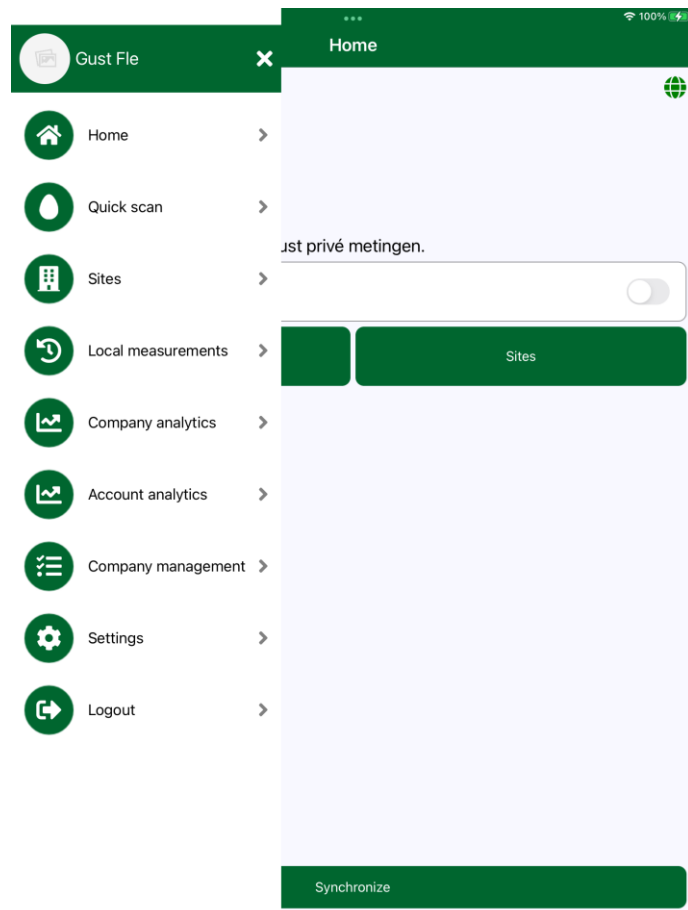 100%
Home
Gust Fle
Home
Quick scan
Sites
Local measurements
Company analytics
Account analytics
Company management
Settings
Logout
privé metingen.
Sites
Synchronize